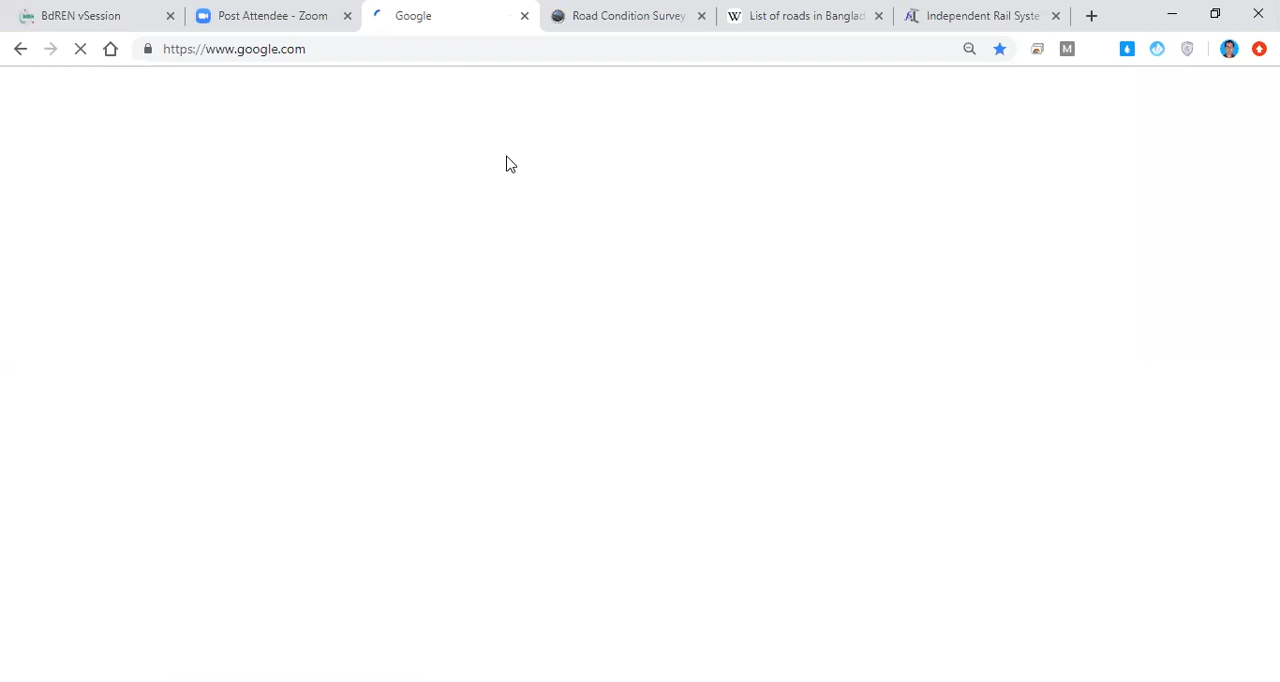 BdREN vSession
Post Attendee - Zoom
Google
Road Condition Survey
W List of roads in Banglad
Independent Rail Syste
https://www.google.com
M